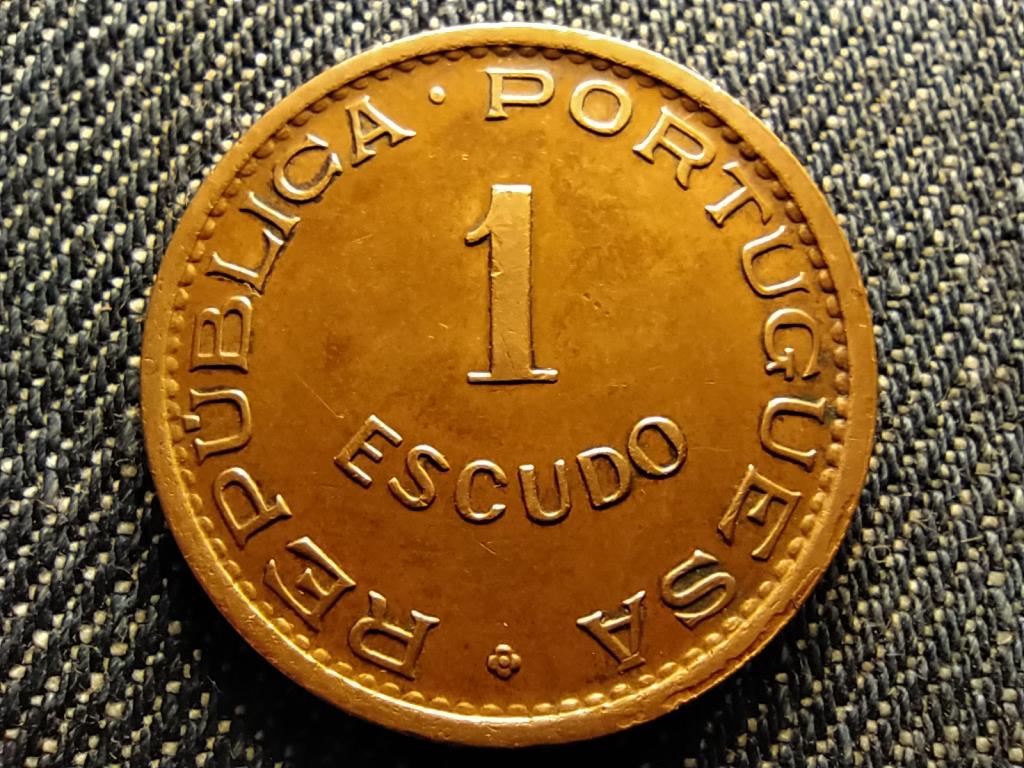 REPÚBLICA · PORTUGUESA
1
ESCUDO